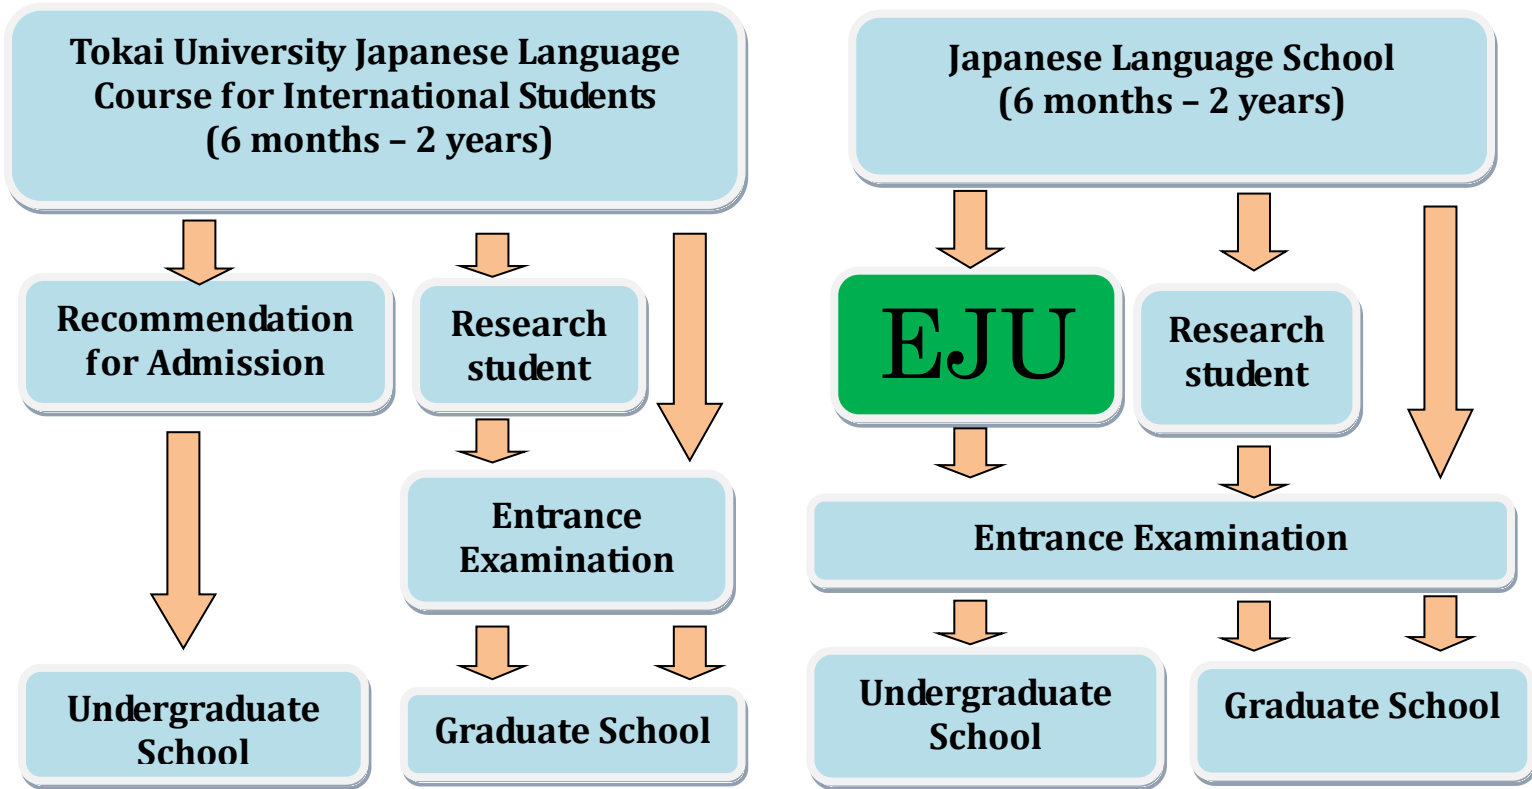 Tokai University Japanese Language
Course for International Students
(6 months – 2 years)
Recommendation
for Admission
Research
student
Entrance
Examination
Undergraduate
School
Graduate School
Japanese Language School
(6 months – 2 years)
EJU
Research
student
Entrance Examination
Undergraduate
School
Graduate School